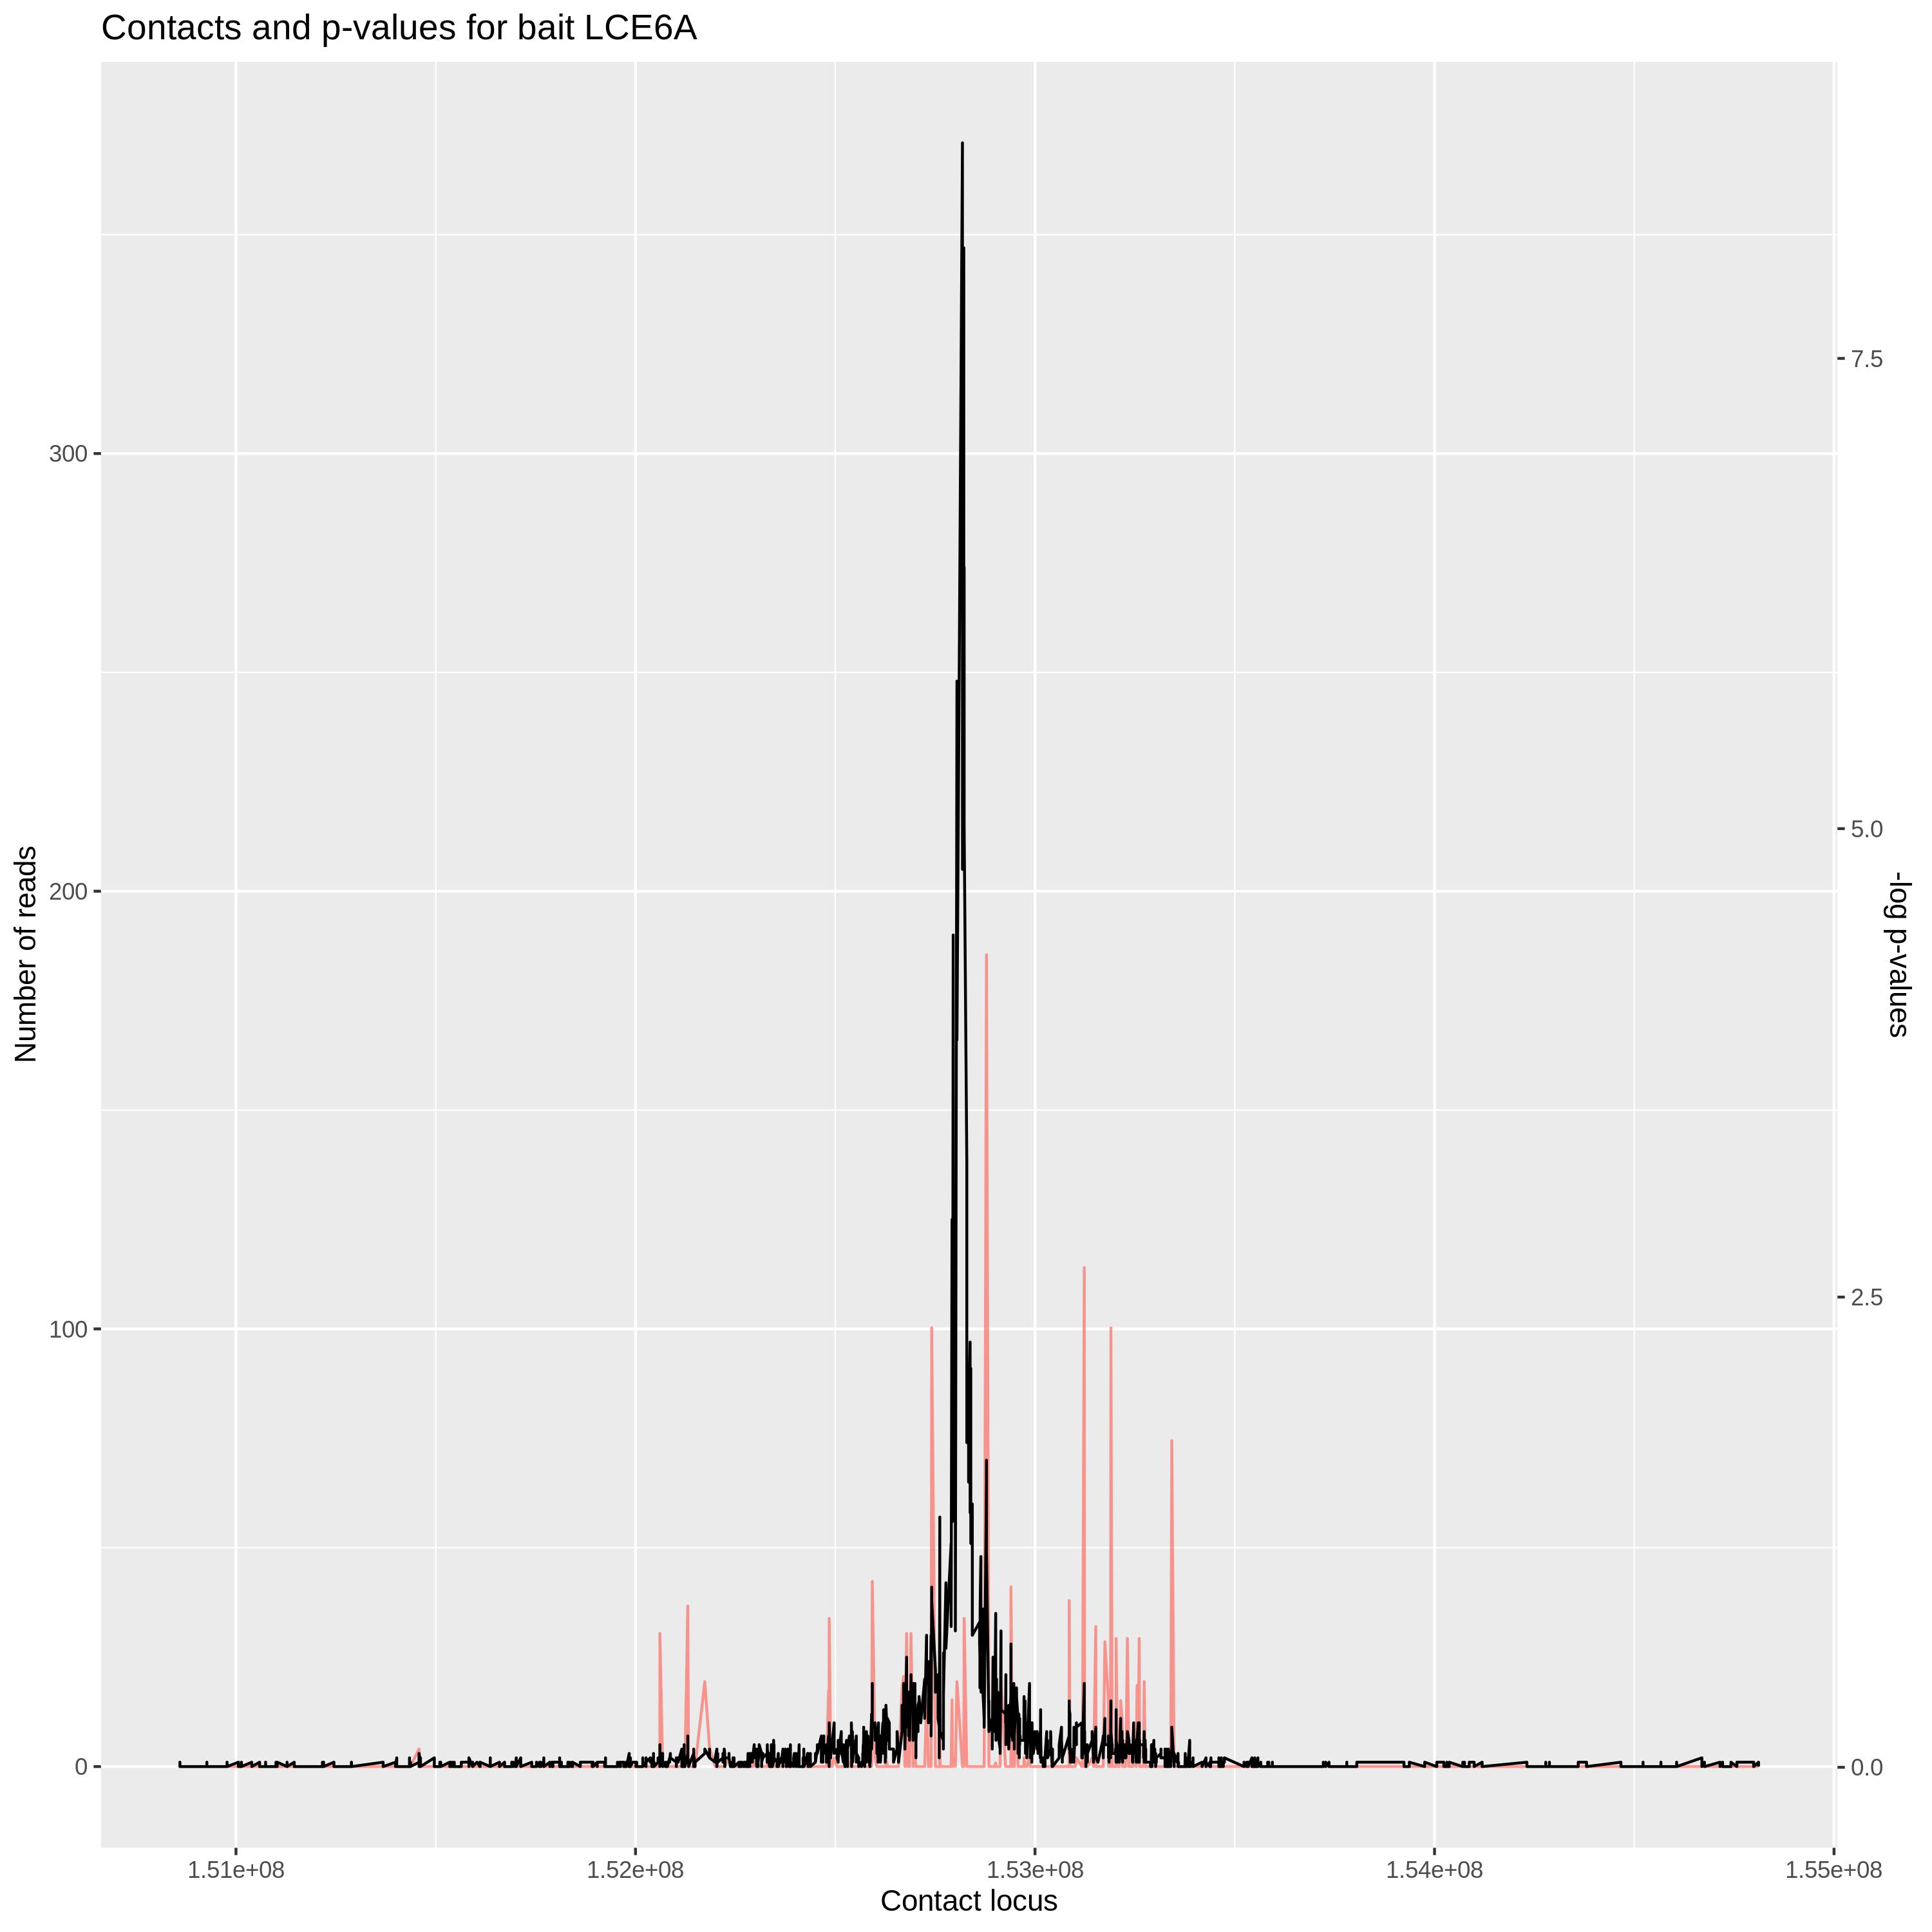 Contacts and p-values for bait LCE6A
Number of reads
300
200
100
0
7.5
5.0
2.5
0.0
-log p-values
1.51e+08
1.52e+08
1.53e+08
1.54e+08
1.55e+08
Contact locus